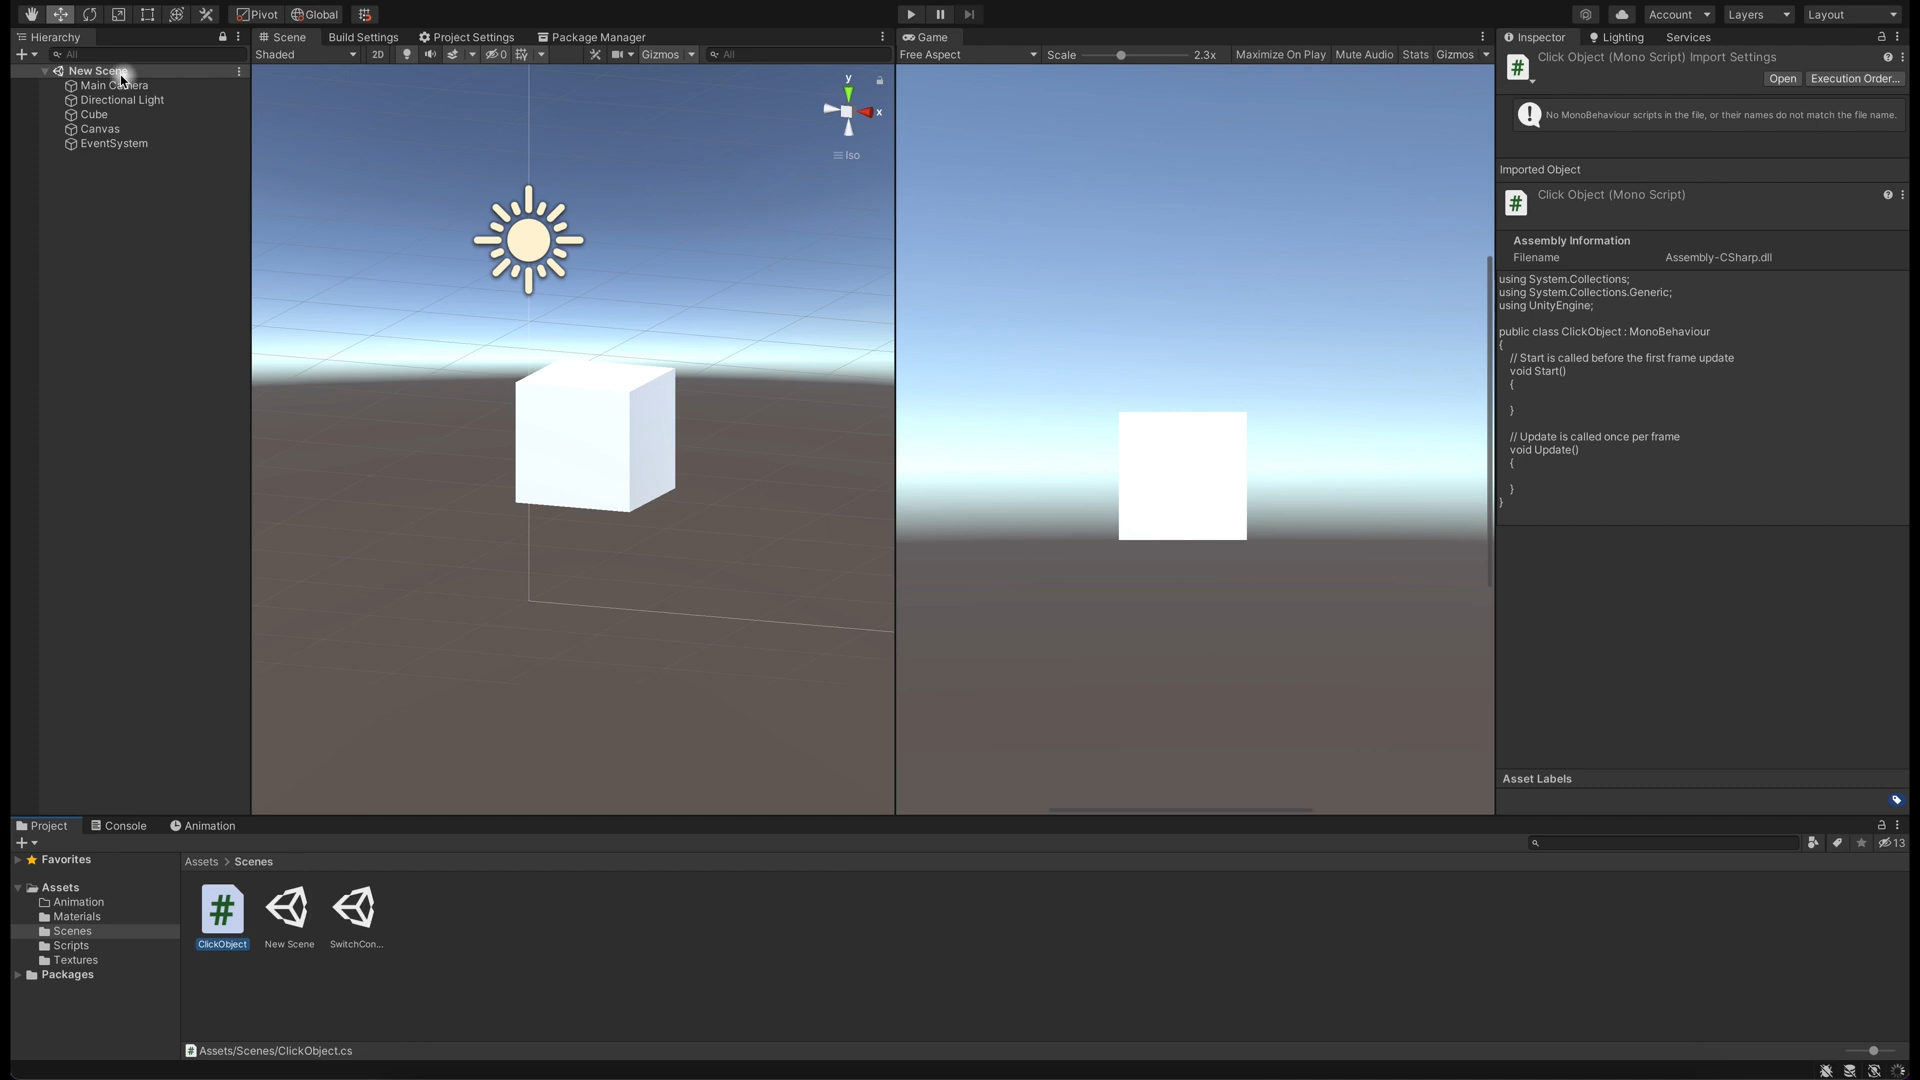 Pivot Global Account Layers Layout
Hierarchy Scene Build Settings Project Settings Package Manager Game Inspector Lighting Services
All Shaded 2D 0 Gizmos All Free Aspect Scale 2.3x Maximize On Play Mute Audio Stats Gizmos
New Scene
Main Camera
Directional Light
Cube
Canvas
EventSystem
y
x
Iso
Click Object (Mono Script) Import Settings
Open Execution Order...
No MonoBehaviour scripts in the file, or their names do not match the file name.
Imported Object
Click Object (Mono Script)
Assembly Information
Filename Assembly-CSharp.dll
using System.Collections;
using System.Collections.Generic;
using UnityEngine;
public class ClickObject : MonoBehaviour
{
// Start is called before the first frame update
void Start()
{
}
// Update is called once per frame
void Update()
{
}
}
Asset Labels
Project Console Animation
13
Favorites
Assets
Animation
Materials
Scenes
Scripts
Textures
Packages
Assets > Scenes
ClickObject New Scene SwitchCon...
Assets/Scenes/ClickObject.cs